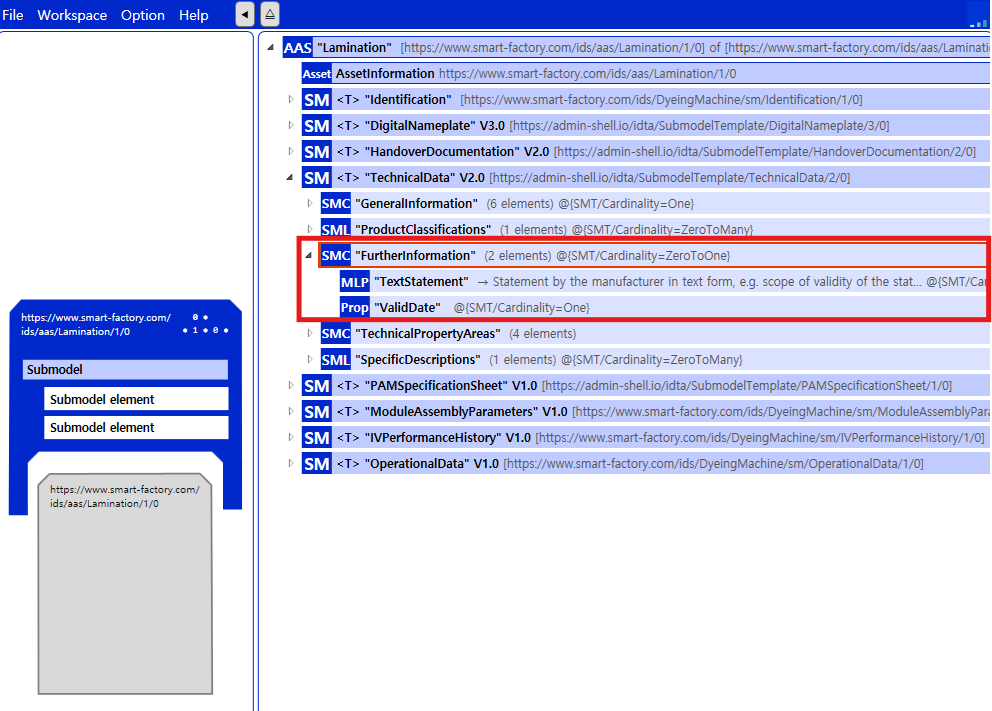 File Workspace Option Help
AAS "Lamination" [https://www.smart-factory.com/ids/aas/Lamination/1/0] of [https://www.smart-factory.com/ids/aas/Laminati
Asset AssetInformation https://www.smart-factory.com/ids/aas/Lamination/1/0
SM <T> "Identification" [https://www.smart-factory.com/ids/DyeingMachine/sm/Identification/1/0]
SM <T> "DigitalNameplate" V3.0 [https://admin-shell.io/idta/SubmodelTemplate/DigitalNameplate/3/0]
SM <T> "HandoverDocumentation" V2.0 [https://admin-shell.io/idta/SubmodelTemplate/HandoverDocumentation/2/0]
SM <T> "TechnicalData" V2.0 [https://admin-shell.io/idta/SubmodelTemplate/TechnicalData/2/0]
SMC "GeneralInformation" (6 elements) @{SMT/Cardinality=One}
SML "ProductClassifications" (1 elements) @{SMT/Cardinality=ZeroToMany}
SMC "FurtherInformation" (2 elements) @{SMT/Cardinality=ZeroToOne}
MLP "TextStatement" → Statement by the manufacturer in text form, e.g. scope of validity of the stat... @{SMT/Car
Prop "ValidDate" @{SMT/Cardinality=One}
SMC "TechnicalPropertyAreas" (4 elements)
SML "SpecificDescriptions" (1 elements) @{SMT/Cardinality=ZeroToMany}
SM <T> "PAMSpecificationSheet" V1.0 [https://admin-shell.io/idta/SubmodelTemplate/PAMSpecificationSheet/1/0]
SM <T> "ModuleAssemblyParameters" V1.0 [https://www.smart-factory.com/ids/DyeingMachine/sm/ModuleAssemblyPara
SM <T> "IVPerformanceHistory" V1.0 [https://www.smart-factory.com/ids/DyeingMachine/sm/IVPerformanceHistory/1/0]
SM <T> "OperationalData" V1.0 [https://www.smart-factory.com/ids/DyeingMachine/sm/OperationalData/1/0]
https://www.smart-factory.com/
ids/aas/Lamination/1/0
0 •
• 1 • 0 •
Submodel
Submodel element
Submodel element
https://www.smart-factory.com/
ids/aas/Lamination/1/0